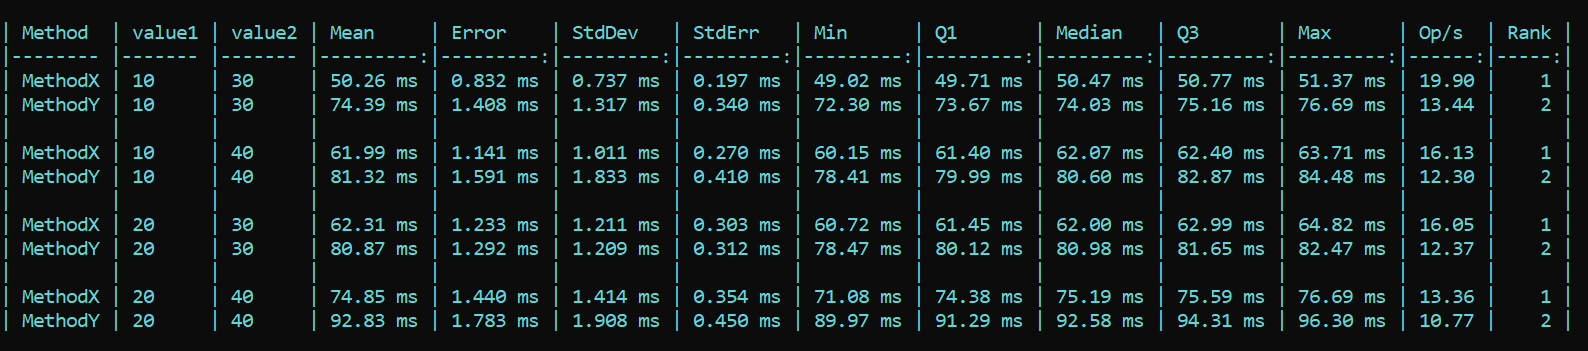 | Method  | value1 | value2 | Mean     | Error    | StdDev   | StdErr   | Min      | Q1       | Median   | Q3       | Max      | Op/s  | Rank |
|-------- |------- |------- |---------:|---------:|---------:|---------:|---------:|---------:|---------:|---------:|---------:|------:|-----:|
| MethodX | 10     | 30     | 50.26 ms | 0.832 ms | 0.737 ms | 0.197 ms | 49.02 ms | 49.71 ms | 50.47 ms | 50.77 ms | 51.37 ms | 19.90 |    1 |
| MethodY | 10     | 30     | 74.39 ms | 1.408 ms | 1.317 ms | 0.340 ms | 72.30 ms | 73.67 ms | 74.03 ms | 75.16 ms | 76.69 ms | 13.44 |    2 |
|         |        |        |          |          |          |          |          |          |          |          |          |       |      |
| MethodX | 10     | 40     | 61.99 ms | 1.141 ms | 1.011 ms | 0.270 ms | 60.15 ms | 61.40 ms | 62.07 ms | 62.40 ms | 63.71 ms | 16.13 |    1 |
| MethodY | 10     | 40     | 81.32 ms | 1.591 ms | 1.833 ms | 0.410 ms | 78.41 ms | 79.99 ms | 80.60 ms | 82.87 ms | 84.48 ms | 12.30 |    2 |
|         |        |        |          |          |          |          |          |          |          |          |          |       |      |
| MethodX | 20     | 30     | 62.31 ms | 1.233 ms | 1.211 ms | 0.303 ms | 60.72 ms | 61.45 ms | 62.00 ms | 62.99 ms | 64.82 ms | 16.05 |    1 |
| MethodY | 20     | 30     | 80.87 ms | 1.292 ms | 1.209 ms | 0.312 ms | 78.47 ms | 80.12 ms | 80.98 ms | 81.65 ms | 82.47 ms | 12.37 |    2 |
|         |        |        |          |          |          |          |          |          |          |          |          |       |      |
| MethodX | 20     | 40     | 74.85 ms | 1.440 ms | 1.414 ms | 0.354 ms | 71.08 ms | 74.38 ms | 75.19 ms | 75.59 ms | 76.69 ms | 13.36 |    1 |
| MethodY | 20     | 40     | 92.83 ms | 1.783 ms | 1.908 ms | 0.450 ms | 89.97 ms | 91.29 ms | 92.58 ms | 94.31 ms | 96.30 ms | 10.77 |    2 |